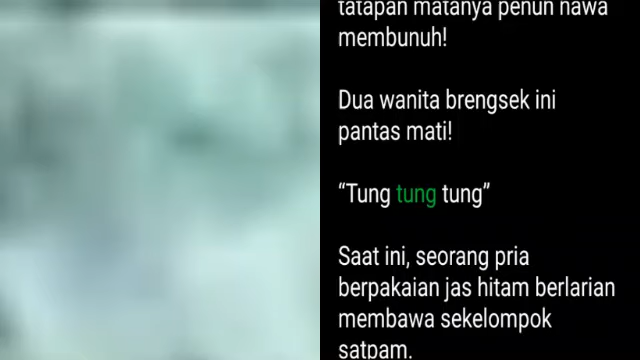 tatapan matanya penuh hawa
membunuh!
Dua wanita brengsek ini
pantas mati!
“Tung tung tung”
Saat ini, seorang pria
berpakaian jas hitam berlarian
membawa sekelompok
satpam.